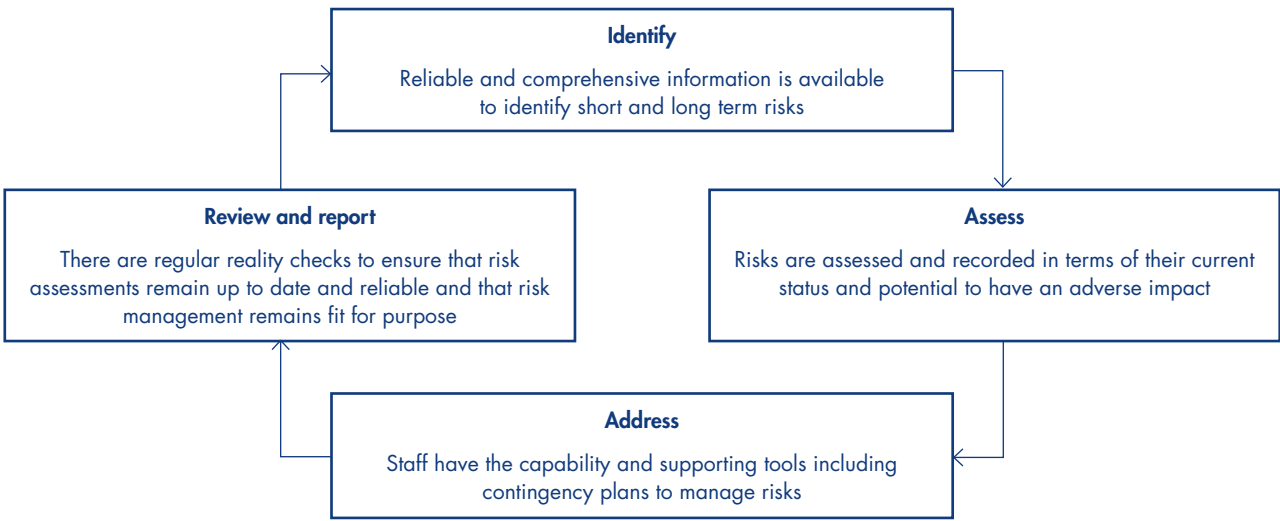 Identify
Reliable and comprehensive information is available
to identify short and long term risks
Review and report
There are regular reality checks to ensure that risk
assessments remain up to date and reliable and that risk
management remains fit for purpose
Assess
Risks are assessed and recorded in terms of their current
status and potential to have an adverse impact
Address
Staff have the capability and supporting tools including
contingency plans to manage risks